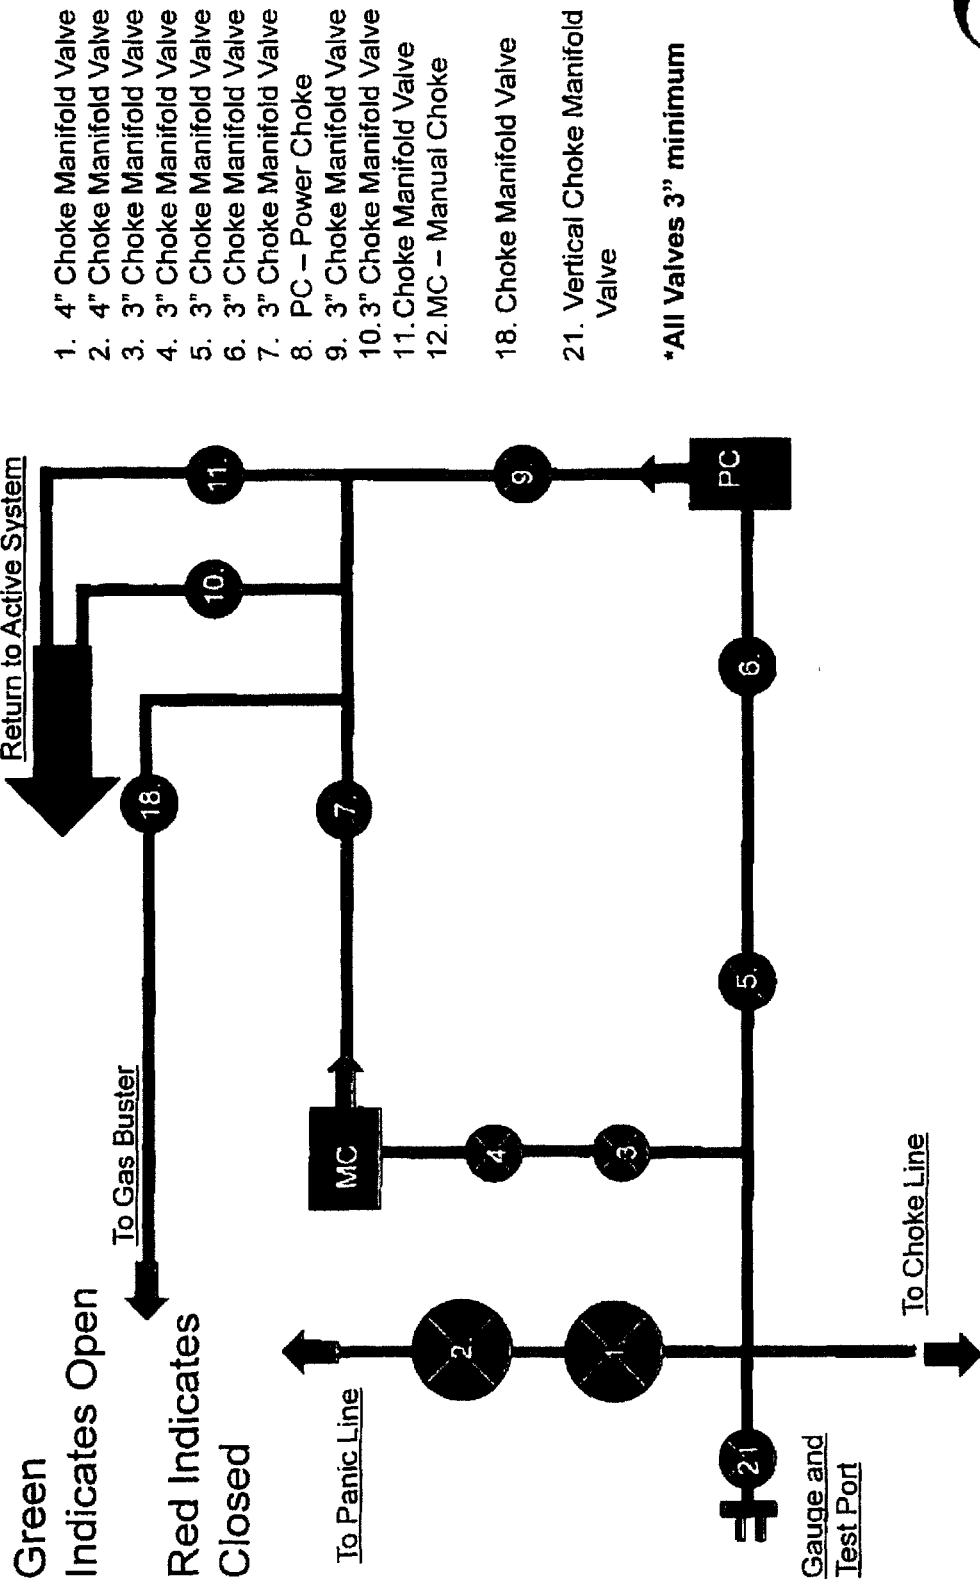 Green
Indicates Open
Red Indicates
Closed
To Gas Buster
Return to Active System
To Panic Line
Gauge and
Test Port
To Choke Line
MC
PC
1.
2.
3
4.
5.
6.
7.
9.
10.
11.
18.
21
1. 4" Choke Manifold Valve
2. 4" Choke Manifold Valve
3. 3" Choke Manifold Valve
4. 3" Choke Manifold Valve
5. 3" Choke Manifold Valve
6. 3" Choke Manifold Valve
7. 3" Choke Manifold Valve
8. PC – Power Choke
9. 3" Choke Manifold Valve
10. 3" Choke Manifold Valve
11. Choke Manifold Valve
12. MC – Manual Choke
18. Choke Manifold Valve
21. Vertical Choke Manifold
Valve
*All Valves 3" minimum